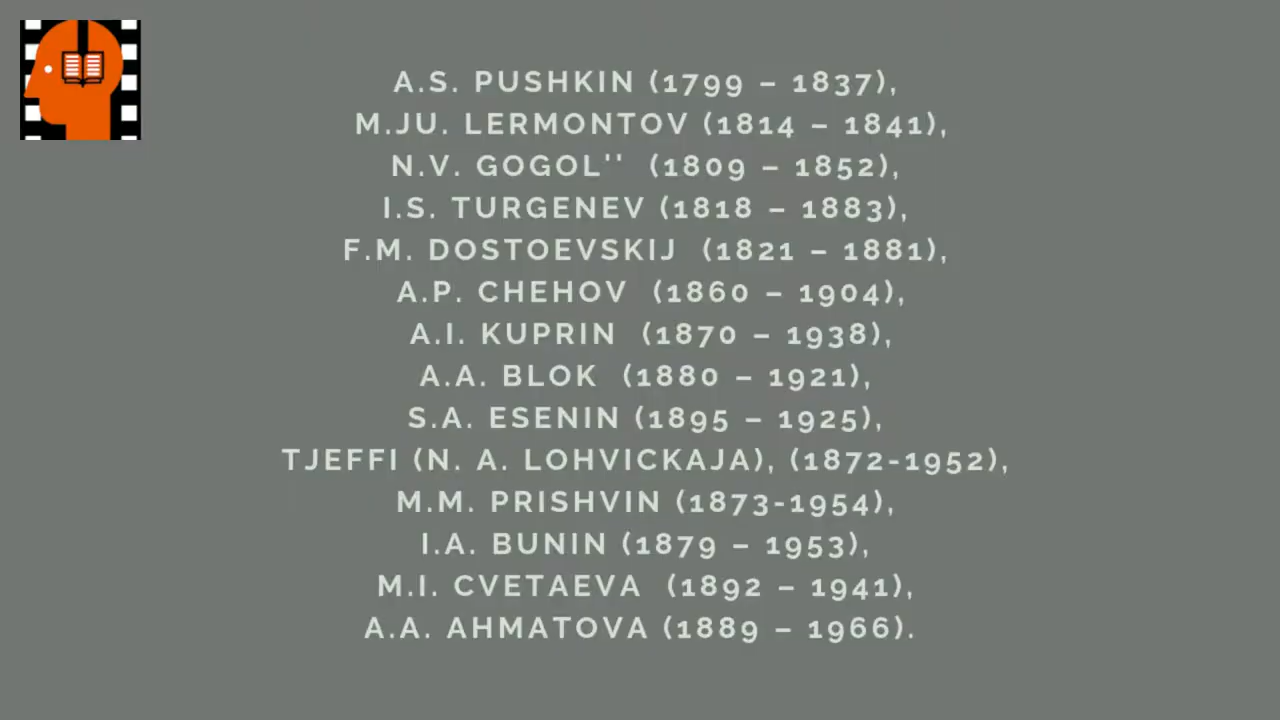 A.S. PUSHKIN (1799 – 1837),
M.JU. LERMONTOV (1814 – 1841),
N.V. GOGOL'' (1809 – 1852),
I.S. TURGENEV (1818 – 1883),
F.M. DOSTOEVSKIJ (1821 – 1881),
A.P. CHEHOV (1860 – 1904),
A.I. KUPRIN (1870 – 1938),
A.A. BLOK (1880 – 1921),
S.A. ESENIN (1895 – 1925),
TJEFFI (N. A. LOHVICKAJA), (1872-1952),
M.M. PRISHVIN (1873-1954),
I.A. BUNIN (1879 – 1953),
M.I. CVETAEVA (1892 – 1941),
A.A. AHMATOVA (1889 – 1966).